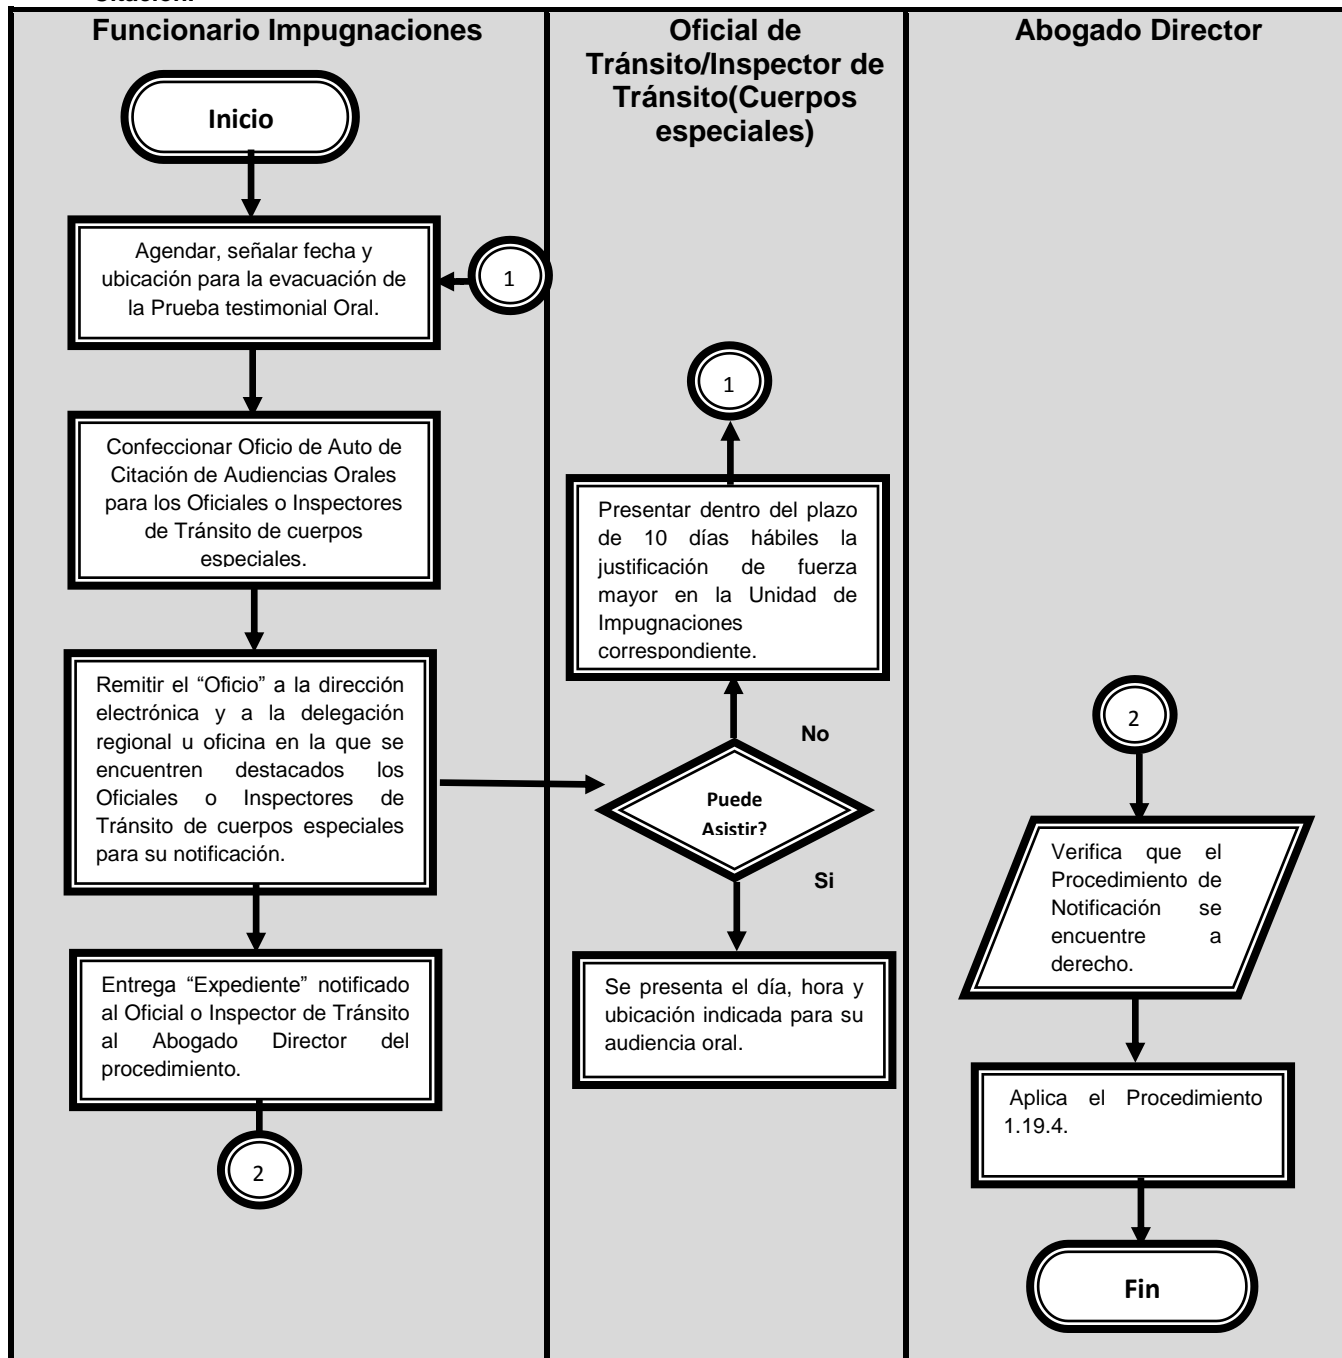 Funcionario Impugnaciones
Inicio
Agendar, señalar fecha y
ubicación para la evacuación de
la Prueba testimonial Oral.
1
Confeccionar Oficio de Auto de
Citación de Audiencias Orales
para los Oficiales o Inspectores
de Tránsito de cuerpos
especiales.
Remitir el “Oficio” a la dirección
electrónica y a la delegación
regional u oficina en la que se
encuentren destacados los
Oficiales o Inspectores de
Tránsito de cuerpos especiales
para su notificación.
Entrega “Expediente” notificado
al Oficial o Inspector de Tránsito
al Abogado Director del
procedimiento.
2
Oficial de
Tránsito/Inspector de
Tránsito(Cuerpos
especiales)
1
Presentar dentro del plazo
de 10 días hábiles la
justificación de fuerza
mayor en la Unidad de
Impugnaciones
correspondiente.
No
Puede
Asistir?
Si
Se presenta el día, hora y
ubicación indicada para su
audiencia oral.
Abogado Director
2
Verifica que el
Procedimiento de
Notificación se
encuentre a
derecho.
Aplica el Procedimiento
1.19.4.
Fin